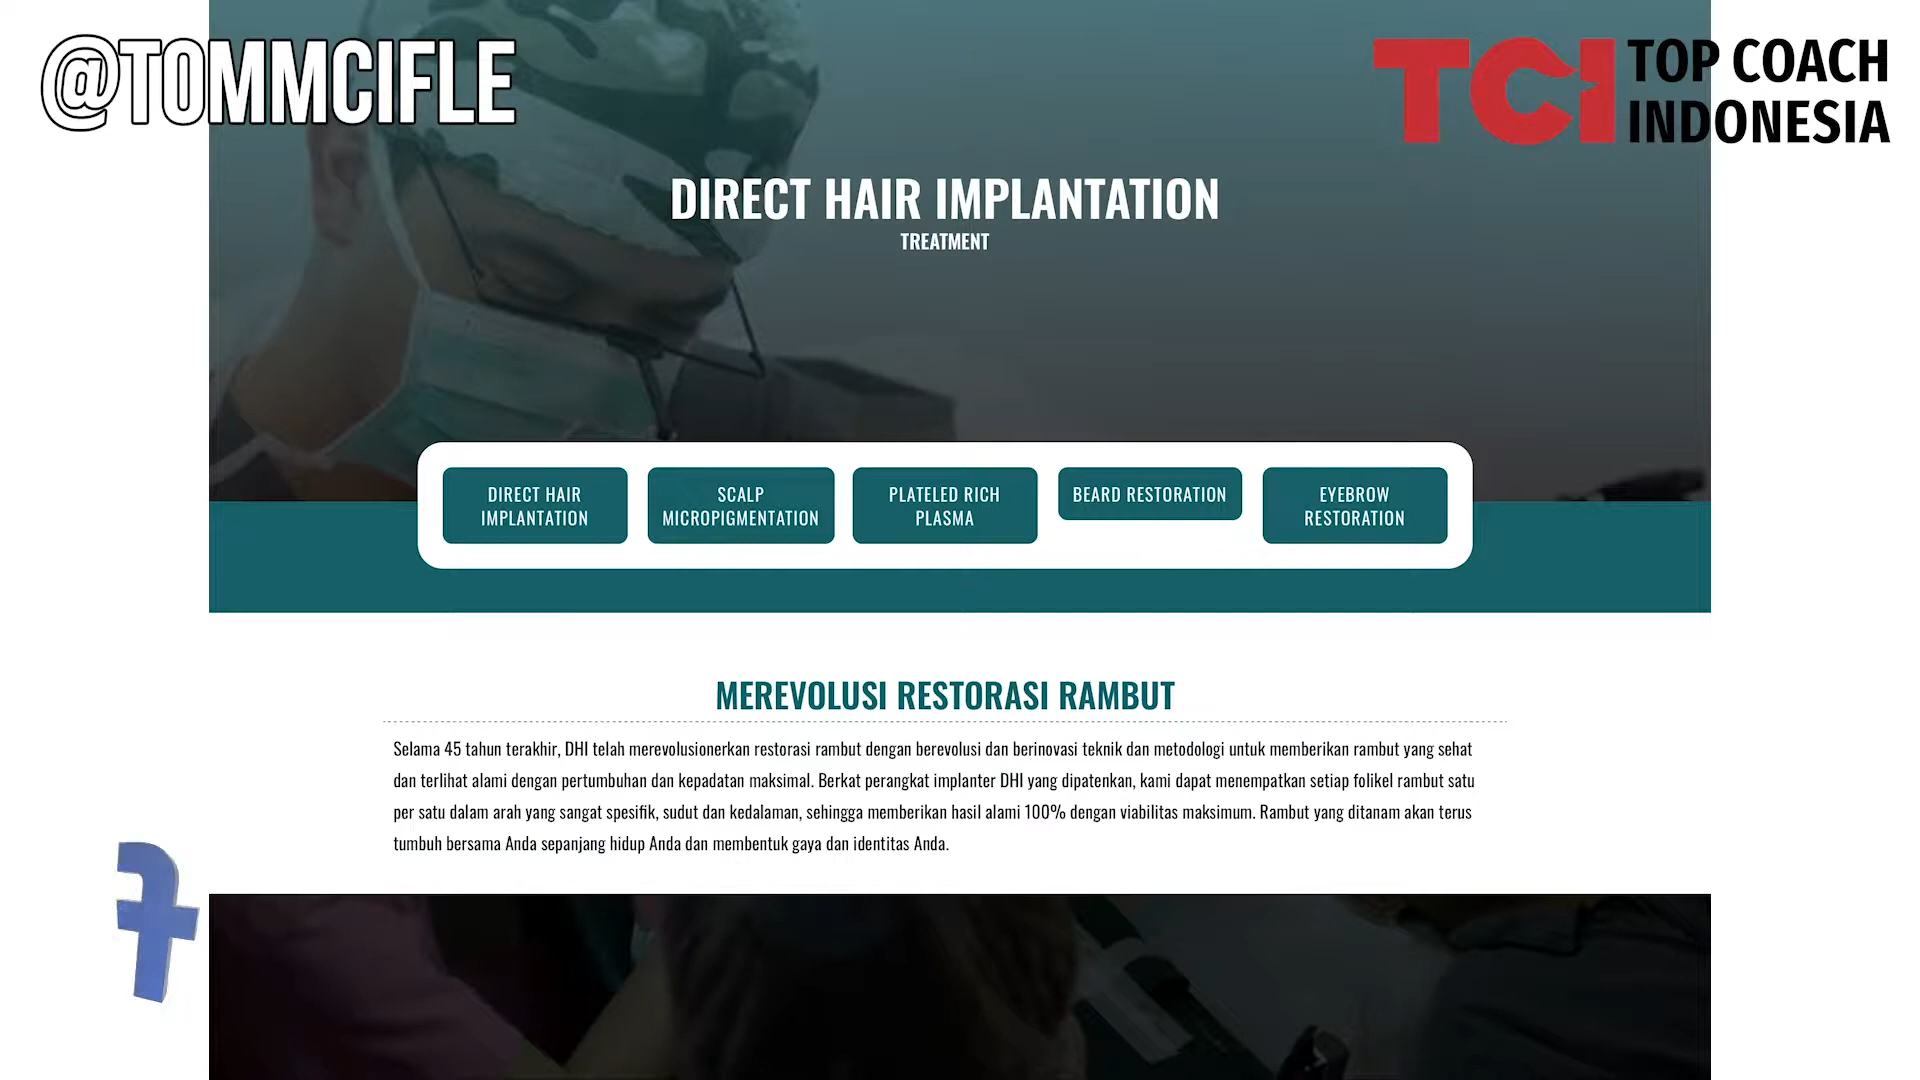 @TOMMCIFLE
TCI TOP COACH
INDONESIA
DIRECT HAIR IMPLANTATION
TREATMENT
DIRECT HAIR
IMPLANTATION
SCALP
MICROPIGMENTATION
PLATELED RICH
PLASMA
BEARD RESTORATION
EYEBROW
RESTORATION
MEREVOLUSI RESTORASI RAMBUT
Selama 45 tahun terakhir, DHI telah merevolusionerkan restorasi rambut dengan berevolusi dan berinovasi teknik dan metodologi untuk memberikan rambut yang sehat
dan terlihat alami dengan pertumbuhan dan kepadatan maksimal. Berkat perangkat implanter DHI yang dipatenkan, kami dapat menempatkan setiap folikel rambut satu
per satu dalam arah yang sangat spesifik, sudut dan kedalaman, sehingga memberikan hasil alami 100% dengan viabilitas maksimum. Rambut yang ditanam akan terus
tumbuh bersama Anda sepanjang hidup Anda dan membentuk gaya dan identitas Anda.